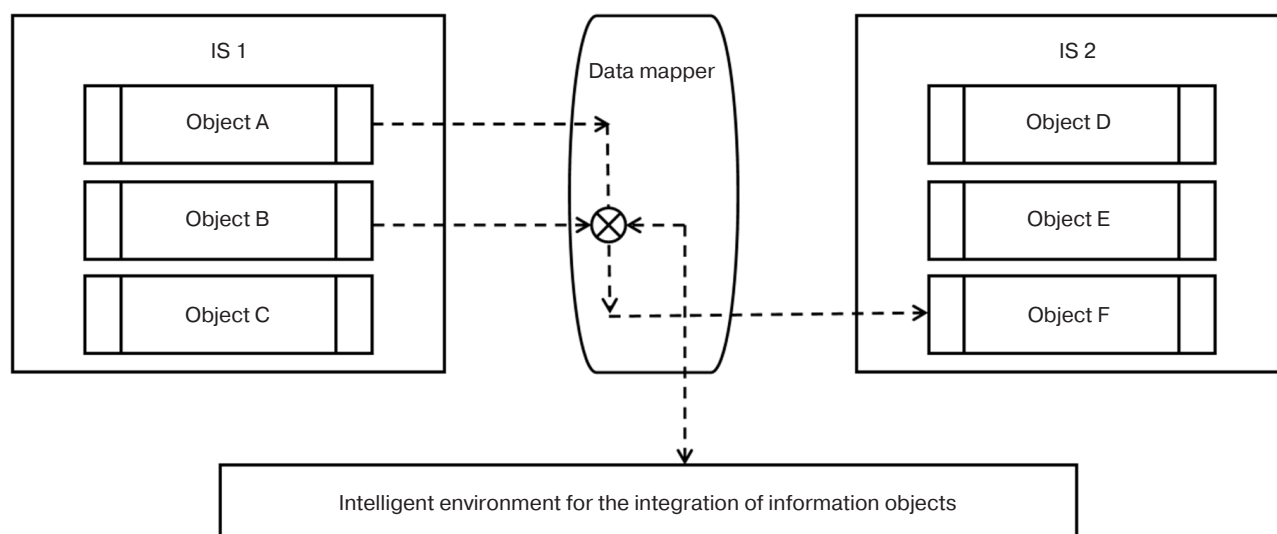 IS 1
Object A
Object B
Object C
Data mapper
IS 2
Object D
Object E
Object F
Intelligent environment for the integration of information objects